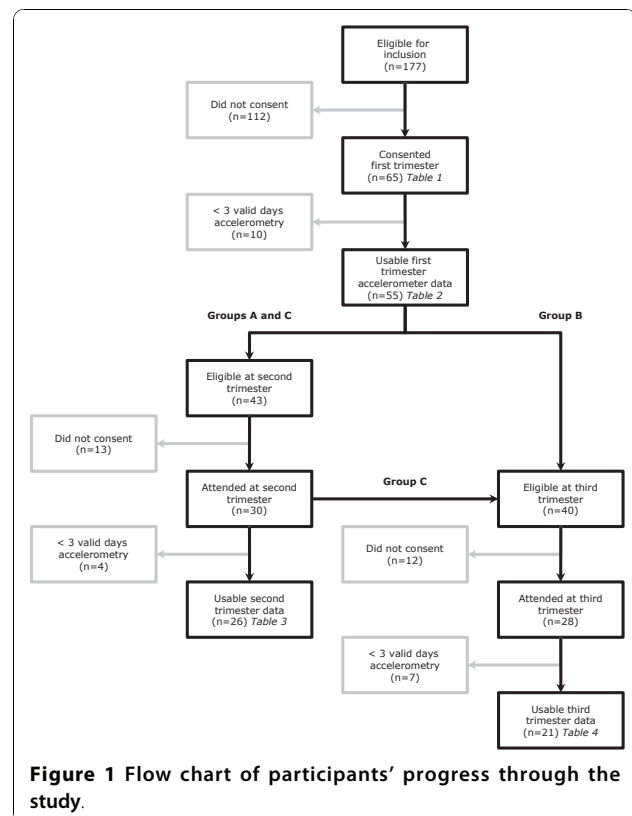 Eligible for
inclusion
(n=177)
Did not consent
(n=112)
Consented
first trimester
(n=65) Table 1
< 3 valid days
accelerometry
(n=10)
Usable first
trimester
accelerometer data
(n=55) Table 2
Groups A and C
Group B
Eligible at second
trimester
(n=43)
Did not consent
(n=13)
Attended at second
trimester
(n=30)
Group C
Eligible at third
trimester
(n=40)
< 3 valid days
accelerometry
(n=4)
Did not consent
(n=12)
Usable second
trimester data
(n=26) Table 3
Attended at third
trimester
(n=28)
< 3 valid days
accelerometry
(n=7)
Usable third
trimester data
(n=21) Table 4
Figure 1 Flow chart of participants’ progress through the
study.